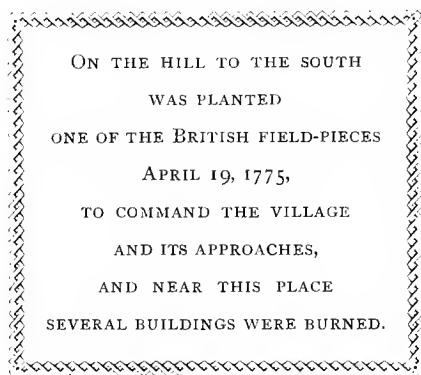 On the hill to the south
was planted
one of the British field-pieces
April 19, 1775,
to command the village
and its approaches,
and near this place
several buildings were burned.